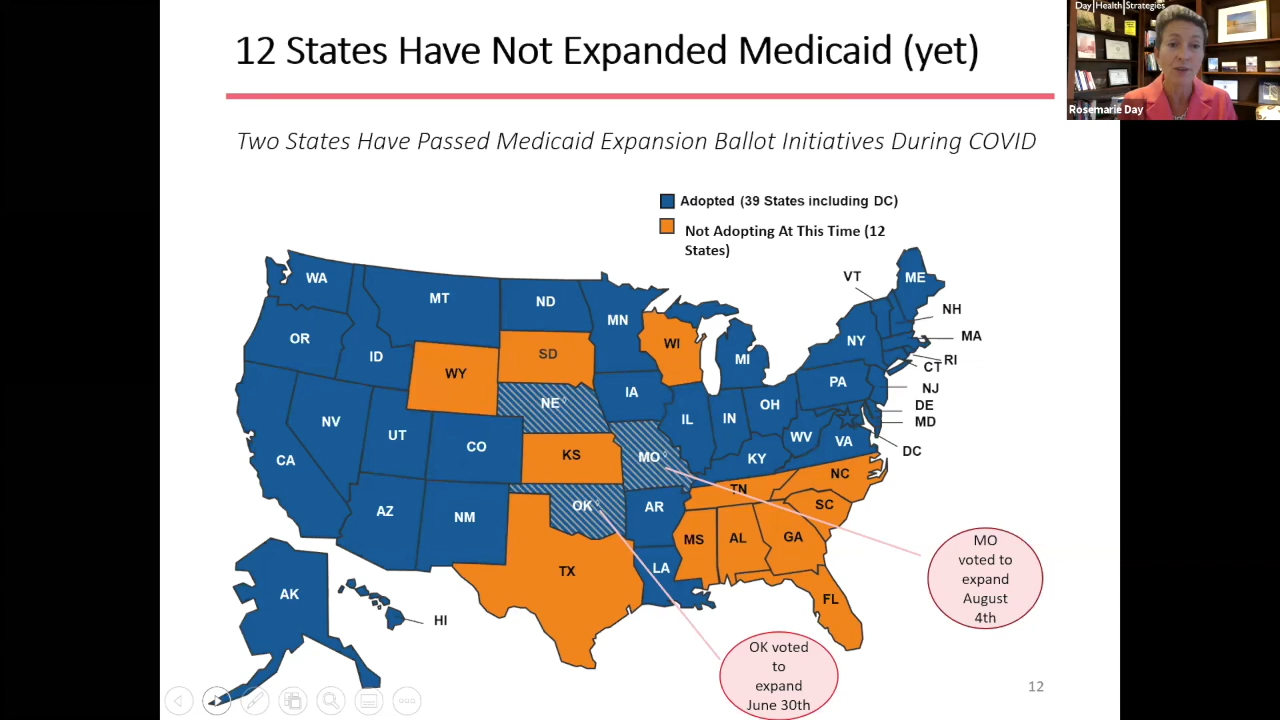 12 States Have Not Expanded Medicaid (yet)
Day Health Strategies
Rosemarie Day
Two States Have Passed Medicaid Expansion Ballot Initiatives During COVID
Adopted (39 States including DC)
Not Adopting At This Time (12
States)
WA
MT
ND
MN
VT
ME
NH
OR
ID
WY
SD
WI
MI
NY
MA
RI
CT
NJ
PA
DE
MD
DC
NV
UT
CO
NE
IA
IL
IN
OH
WV
VA
KY
CA
KS
MO
AZ
NM
OK
AR
TN
NC
SC
MS
AL
GA
TX
LA
FL
AK
HI
MO
voted to
expand
August
4th
OK voted
to
expand
June 30th
12